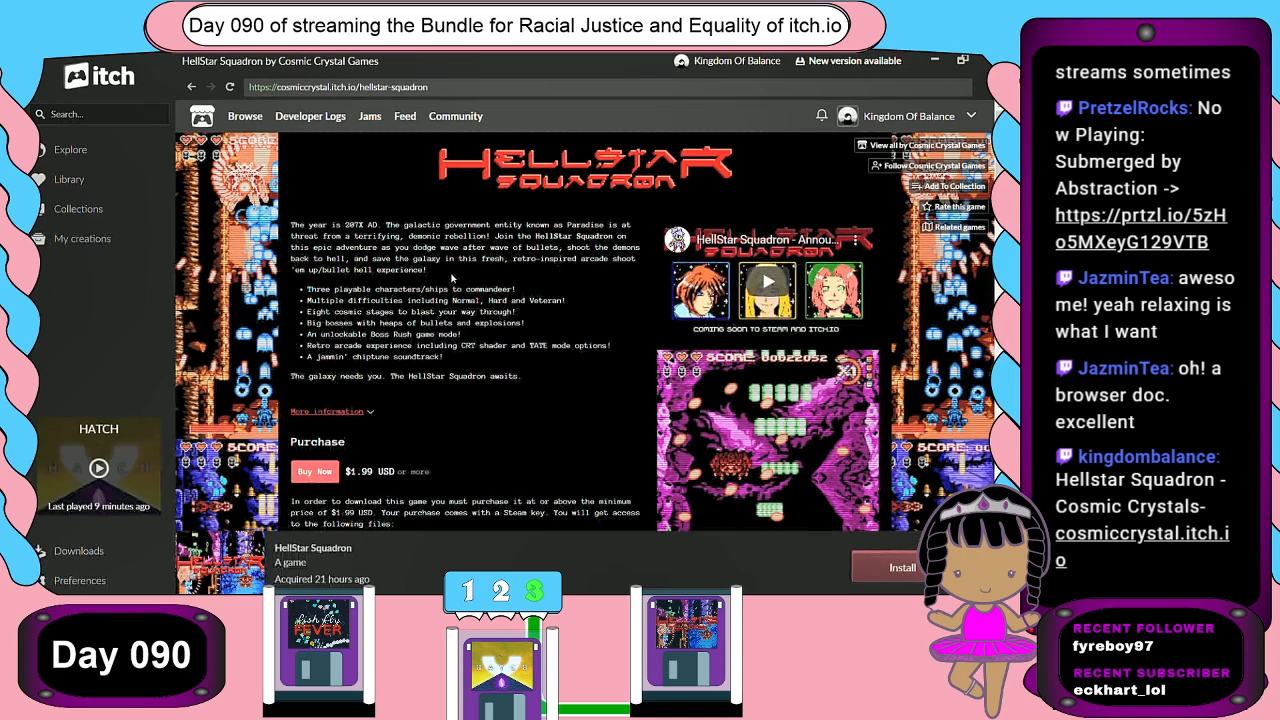 Day 090 of streaming the Bundle for Racial Justice and Equality of itch.io
itch
HellStar Squadron by Cosmic Crystal Games
Kingdom Of Balance
New version available
Search...
https://cosmiccrystal.itch.io/hellstar-squadron
Browse
Developer Logs
Jams
Feed
Community
Kingdom Of Balance
Explore
Library
Collections
My creations
HATCH
Last played 9 minutes ago
Downloads
Preferences
View all by Cosmic Crystal Games
Follow Cosmic Crystal Games
Add To Collection
Rate this game
Related games
HELLSTAR
SQUADRON
The year is 207X AD. The galactic government entity known as Paradise is at
threat from a terrifying, demonic rebellion! Join the HellStar Squadron on
this epic adventure as you dodge wave after wave of bullets, shoot the demons
back to hell, and save the galaxy in this fresh, retro-inspired arcade shoot
'em up/bullet hell experience!
• Three playable characters/ships to commandeer!
• Multiple difficulties including Normal, Hard and Veteran!
• Eight cosmic stages to blast your way through!
• Big bosses with heaps of bullets and explosions!
• An unlockable Boss Rush game mode!
• Retro arcade experience including CRT shader and TATE mode options!
• A jammin' chiptune soundtrack!
The galaxy needs you. The HellStar Squadron awaits.
More information
Purchase
Buy Now $1.99 USD or more
In order to download this game you must purchase it at or above the minimum
price of $1.99 USD. Your purchase comes with a Steam key. You will get access
to the following files:
HellStar Squadron - Annou...
COMING SOON TO STEAM AND ITCH.IO
SCORE 00022052
X1
HellStar Squadron
A game
Acquired 21 hours ago
Install
1 2 3
FEVER
HATCH
Day 090
streams sometimes
PretzelRocks: No
w Playing:
Submerged by
Abstraction ->
https://prtzl.io/5zH
o5MXeyG129VTB
JazminTea: aweso
me! yeah relaxing is
what I want
JazminTea: oh! a
browser doc.
excellent
kingdombalance:
Hellstar Squadron -
Cosmic Crystals-
cosmiccrystal.itch.i
o
RECENT FOLLOWER
fyreboy97
RECENT SUBSCRIBER
eckhart_lol